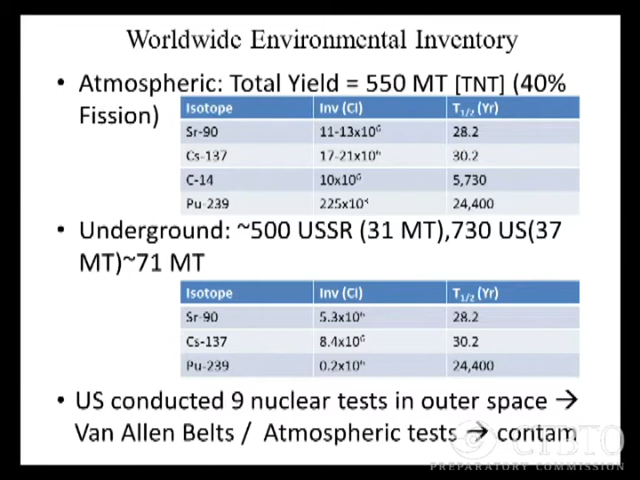 Worldwide Environmental Inventory
• Atmospheric: Total Yield = 550 MT [TNT] (40%
Fission)
Isotope Inv (CI) T1/2 (Yr)
Sr-90 11-13x10⁶ 28.2
Cs-137 17-21x10⁶ 30.2
C-14 10x10⁶ 5,730
Pu-239 225x10³ 24,400
• Underground: ~500 USSR (31 MT),730 US(37
MT)~71 MT
Isotope Inv (CI) T1/2 (Yr)
Sr-90 5.3x10⁶ 28.2
Cs-137 8.4x10⁶ 30.2
Pu-239 0.2x10⁶ 24,400
• US conducted 9 nuclear tests in outer space →
Van Allen Belts / Atmospheric tests → contam
CTBTO
PREPARATORY COMMISSION